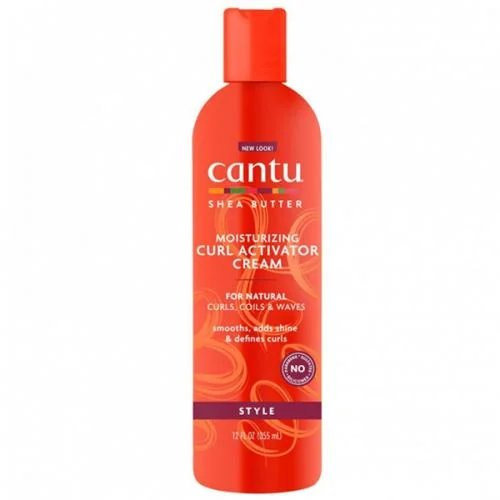 NEW LOOK!
cantu
SHEA BUTTER
MOISTURIZING
CURL ACTIVATOR
CREAM
FOR NATURAL
CURLS, COILS & WAVES
smooths, adds shine
& defines curls
NO
STYLE
12 FL OZ (355 mL)